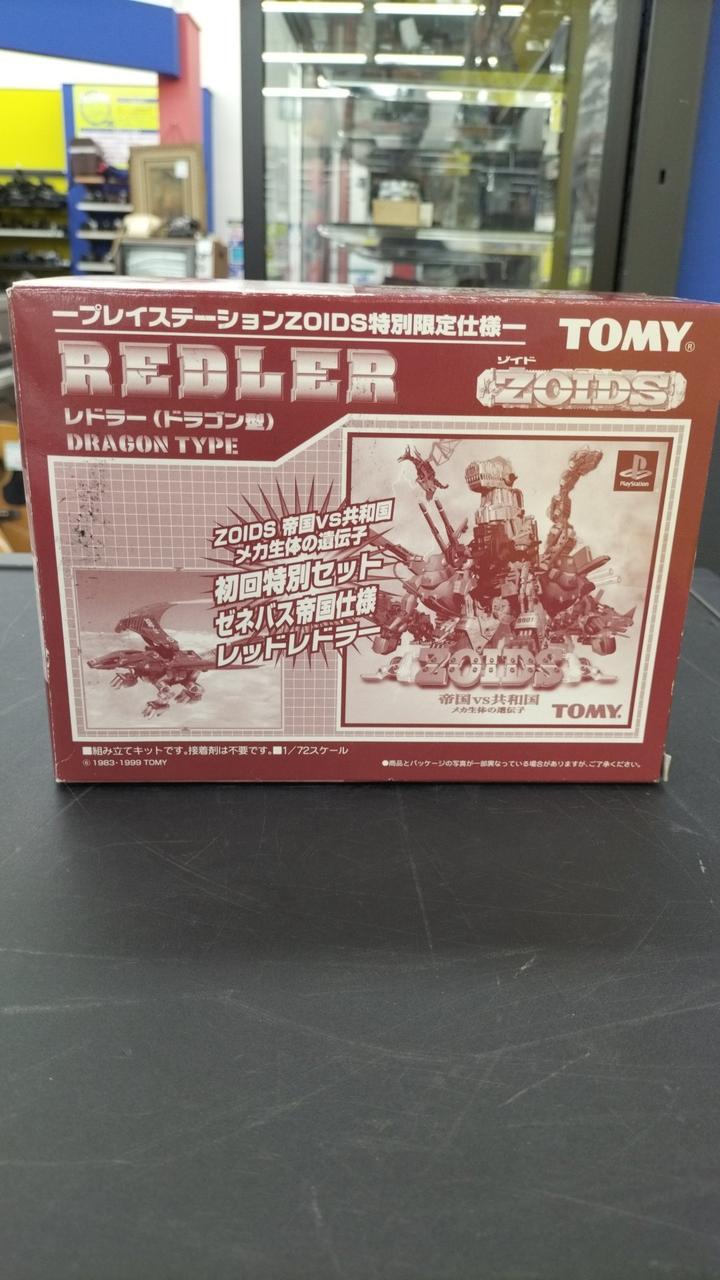 ープレイステーションZOIDS特別限定仕様ー
TOMY®
REDLER
ゾイド
ZOIDS
レドラー(ドラゴン型)
DRAGON TYPE
PlayStation
ZOIDS 帝国VS共和国
メカ生体の遺伝子
初回特別セット
ゼネバス帝国仕様
レッドレドラー
ZOIDS
帝国vs共和国
メカ生体の遺伝子
TOMY.
■組み立てキットです。接着剤は不要です。■1/72スケール
© 1983・1999 TOMY
●商品とパッケージの写真が一部異なっている場合がありますが、ご了承ください。